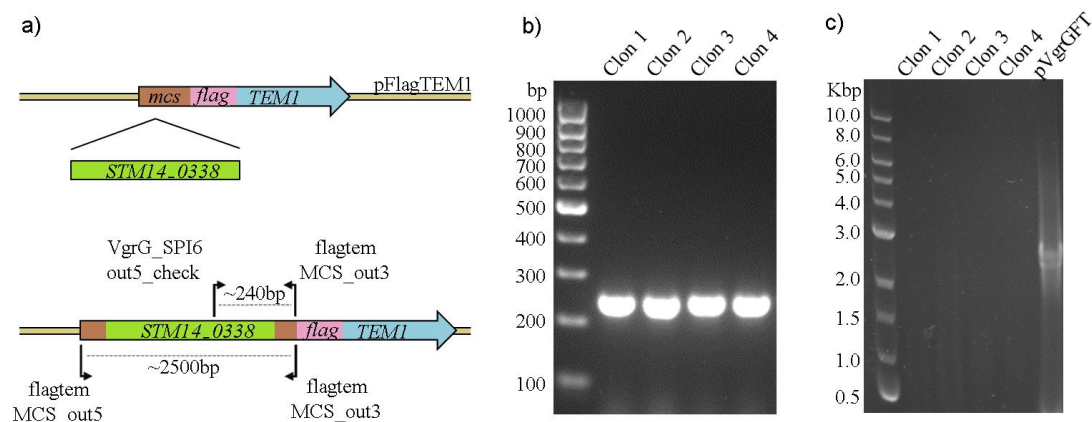 a)
mcs flag TEM1
pFlagTEM1
STM14_0338
VgrG_SPI6
out5_check
flagtem
MCS_out3
~240bp
STM14_0338 flag TEM1
~2500bp
flagtem
MCS_out5
flagtem
MCS_out3
b)
Clon 1
Clon 2
Clon 3
Clon 4
bp
1000
900
800
700
600
500
400
300
200
100
c)
Clon 1
Clon 2
Clon 3
Clon 4
pVgrGFT
Kbp
10.0
8.0
6.0
5.0
4.0
3.0
2.0
1.5
1.0
0.5